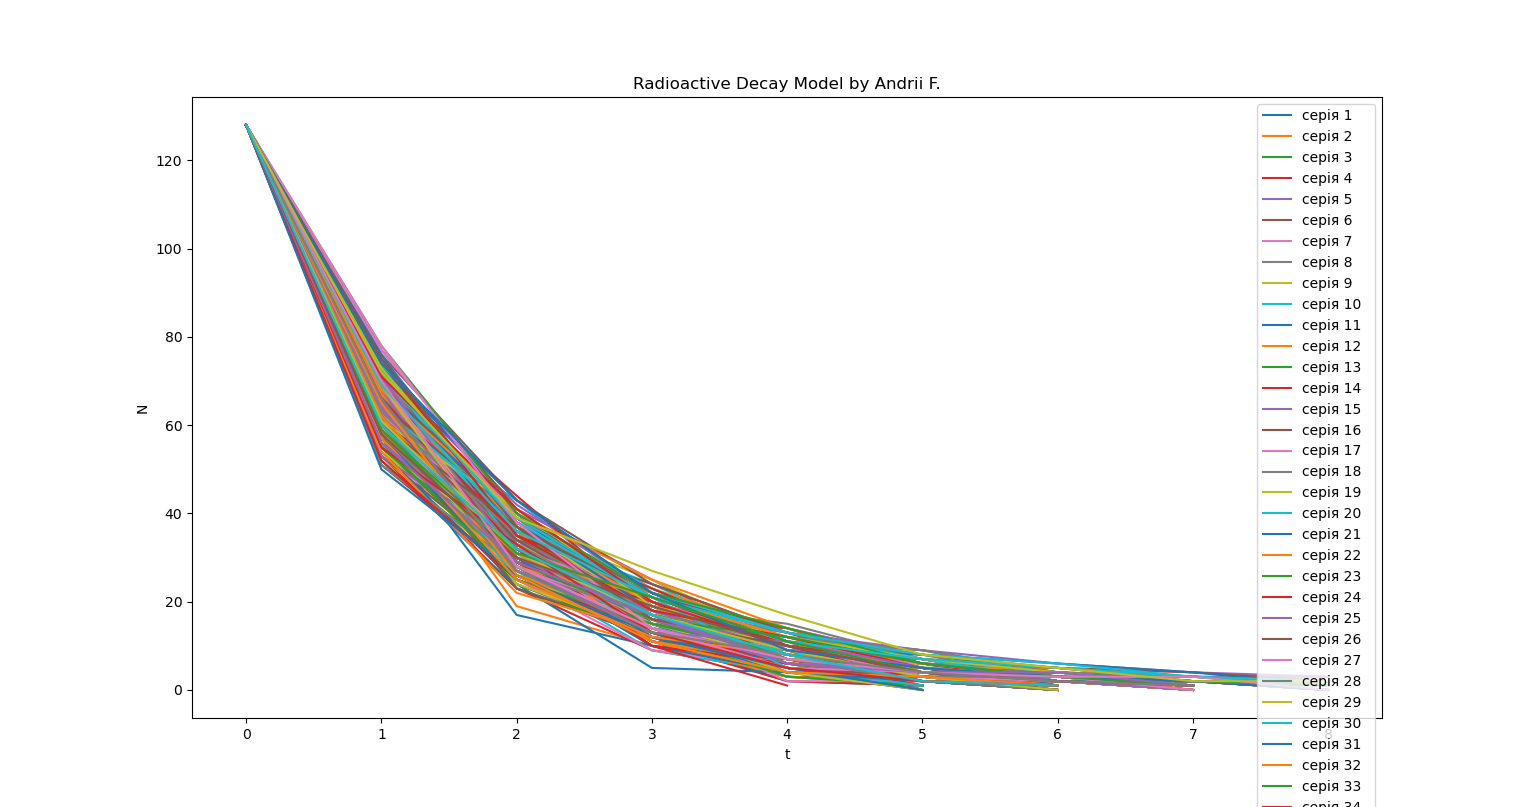 Radioactive Decay Model by Andrii F.
120
100
80
60
40
20
0
N
0 1 2 3 4 5 6 7 8
t
серія 1
серія 2
серія 3
серія 4
серія 5
серія 6
серія 7
серія 8
серія 9
серія 10
серія 11
серія 12
серія 13
серія 14
серія 15
серія 16
серія 17
серія 18
серія 19
серія 20
серія 21
серія 22
серія 23
серія 24
серія 25
серія 26
серія 27
серія 28
серія 29
серія 30
серія 31
серія 32
серія 33
серія 34